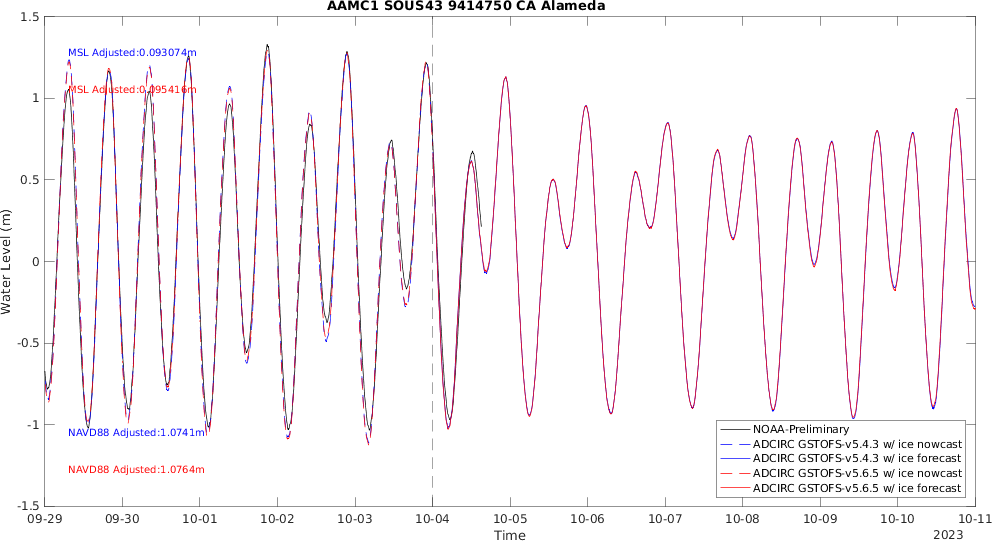 AAMC1 SOUS43 9414750 CA Alameda
1.5
1
0.5
0
-0.5
-1
-1.5
Water Level (m)
MSL Adjusted:0.093074m
MSL Adjusted:0.095416m
NAVD88 Adjusted:1.0741m
NAVD88 Adjusted:1.0764m
NOAA-Preliminary
ADCIRC GSTOFS-v5.4.3 w/ ice nowcast
ADCIRC GSTOFS-v5.4.3 w/ ice forecast
ADCIRC GSTOFS-v5.6.5 w/ ice nowcast
ADCIRC GSTOFS-v5.6.5 w/ ice forecast
09-29 09-30 10-01 10-02 10-03 10-04 10-05 10-06 10-07 10-08 10-09 10-10 10-11
Time
2023